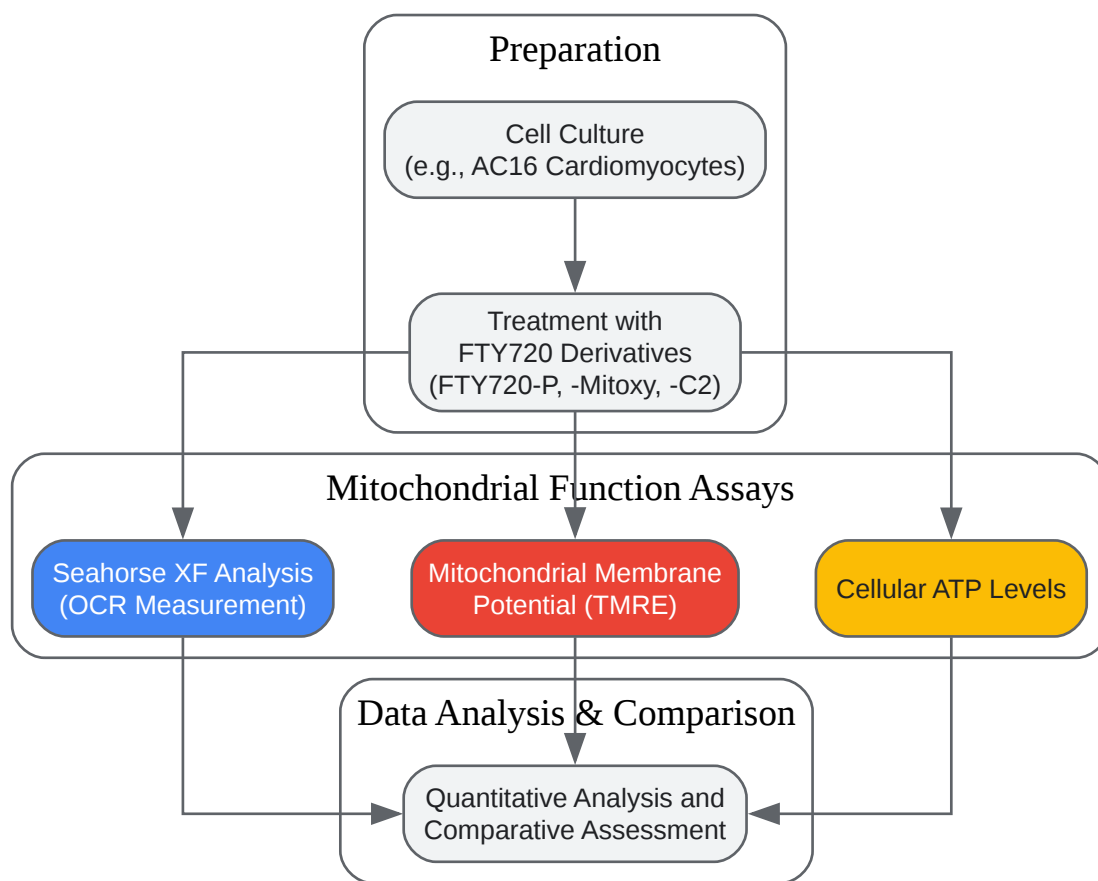 Preparation
Cell Culture
(e.g., AC16 Cardiomyocytes)
Treatment with
FTY720 Derivatives
(FTY720-P, -Mitoxy, -C2)
Mitochondrial Function Assays
Seahorse XF Analysis
(OCR Measurement)
Mitochondrial Membrane
Potential (TMRE)
Cellular ATP Levels
Data Analysis & Comparison
Quantitative Analysis and
Comparative Assessment